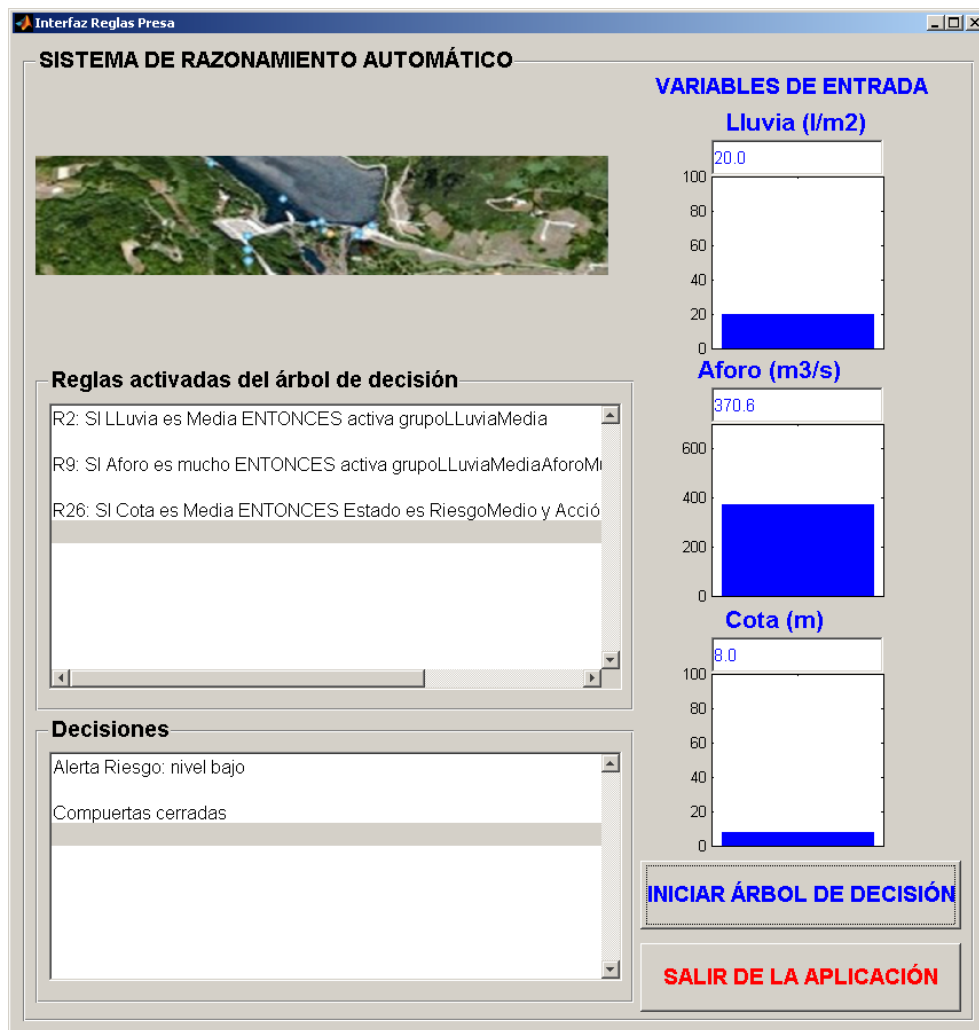 Interfaz Reglas Presa
SISTEMA DE RAZONAMIENTO AUTOMÁTICO
VARIABLES DE ENTRADA
Lluvia (l/m2)
20.0
100
80
60
40
20
0
Reglas activadas del árbol de decisión
R2: SI LLuvia es Media ENTONCES activa grupoLLuviaMedia
R9: SI Aforo es mucho ENTONCES activa grupoLLuviaMediaAforoMu
R26: SI Cota es Media ENTONCES Estado es RiesgoMedio y Acció
Aforo (m3/s)
370.6
600
400
200
0
Cota (m)
8.0
100
80
60
40
20
0
Decisiones
Alerta Riesgo: nivel bajo
Compuertas cerradas
INICIAR ÁRBOL DE DECISIÓN
SALIR DE LA APLICACIÓN